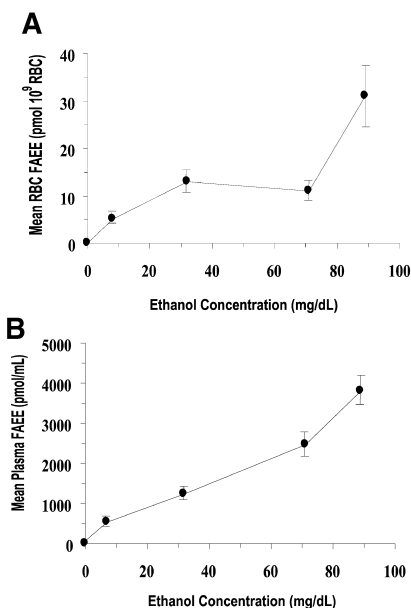 A
Mean RBC FAEE (pmol 10⁹ RBC)
40
30
20
10
0
0 20 40 60 80 100
Ethanol Concentration (mg/dL)
B
Mean Plasma FAEE (pmol/mL)
5000
4000
3000
2000
1000
0
0 20 40 60 80 100
Ethanol Concentration (mg/dL)